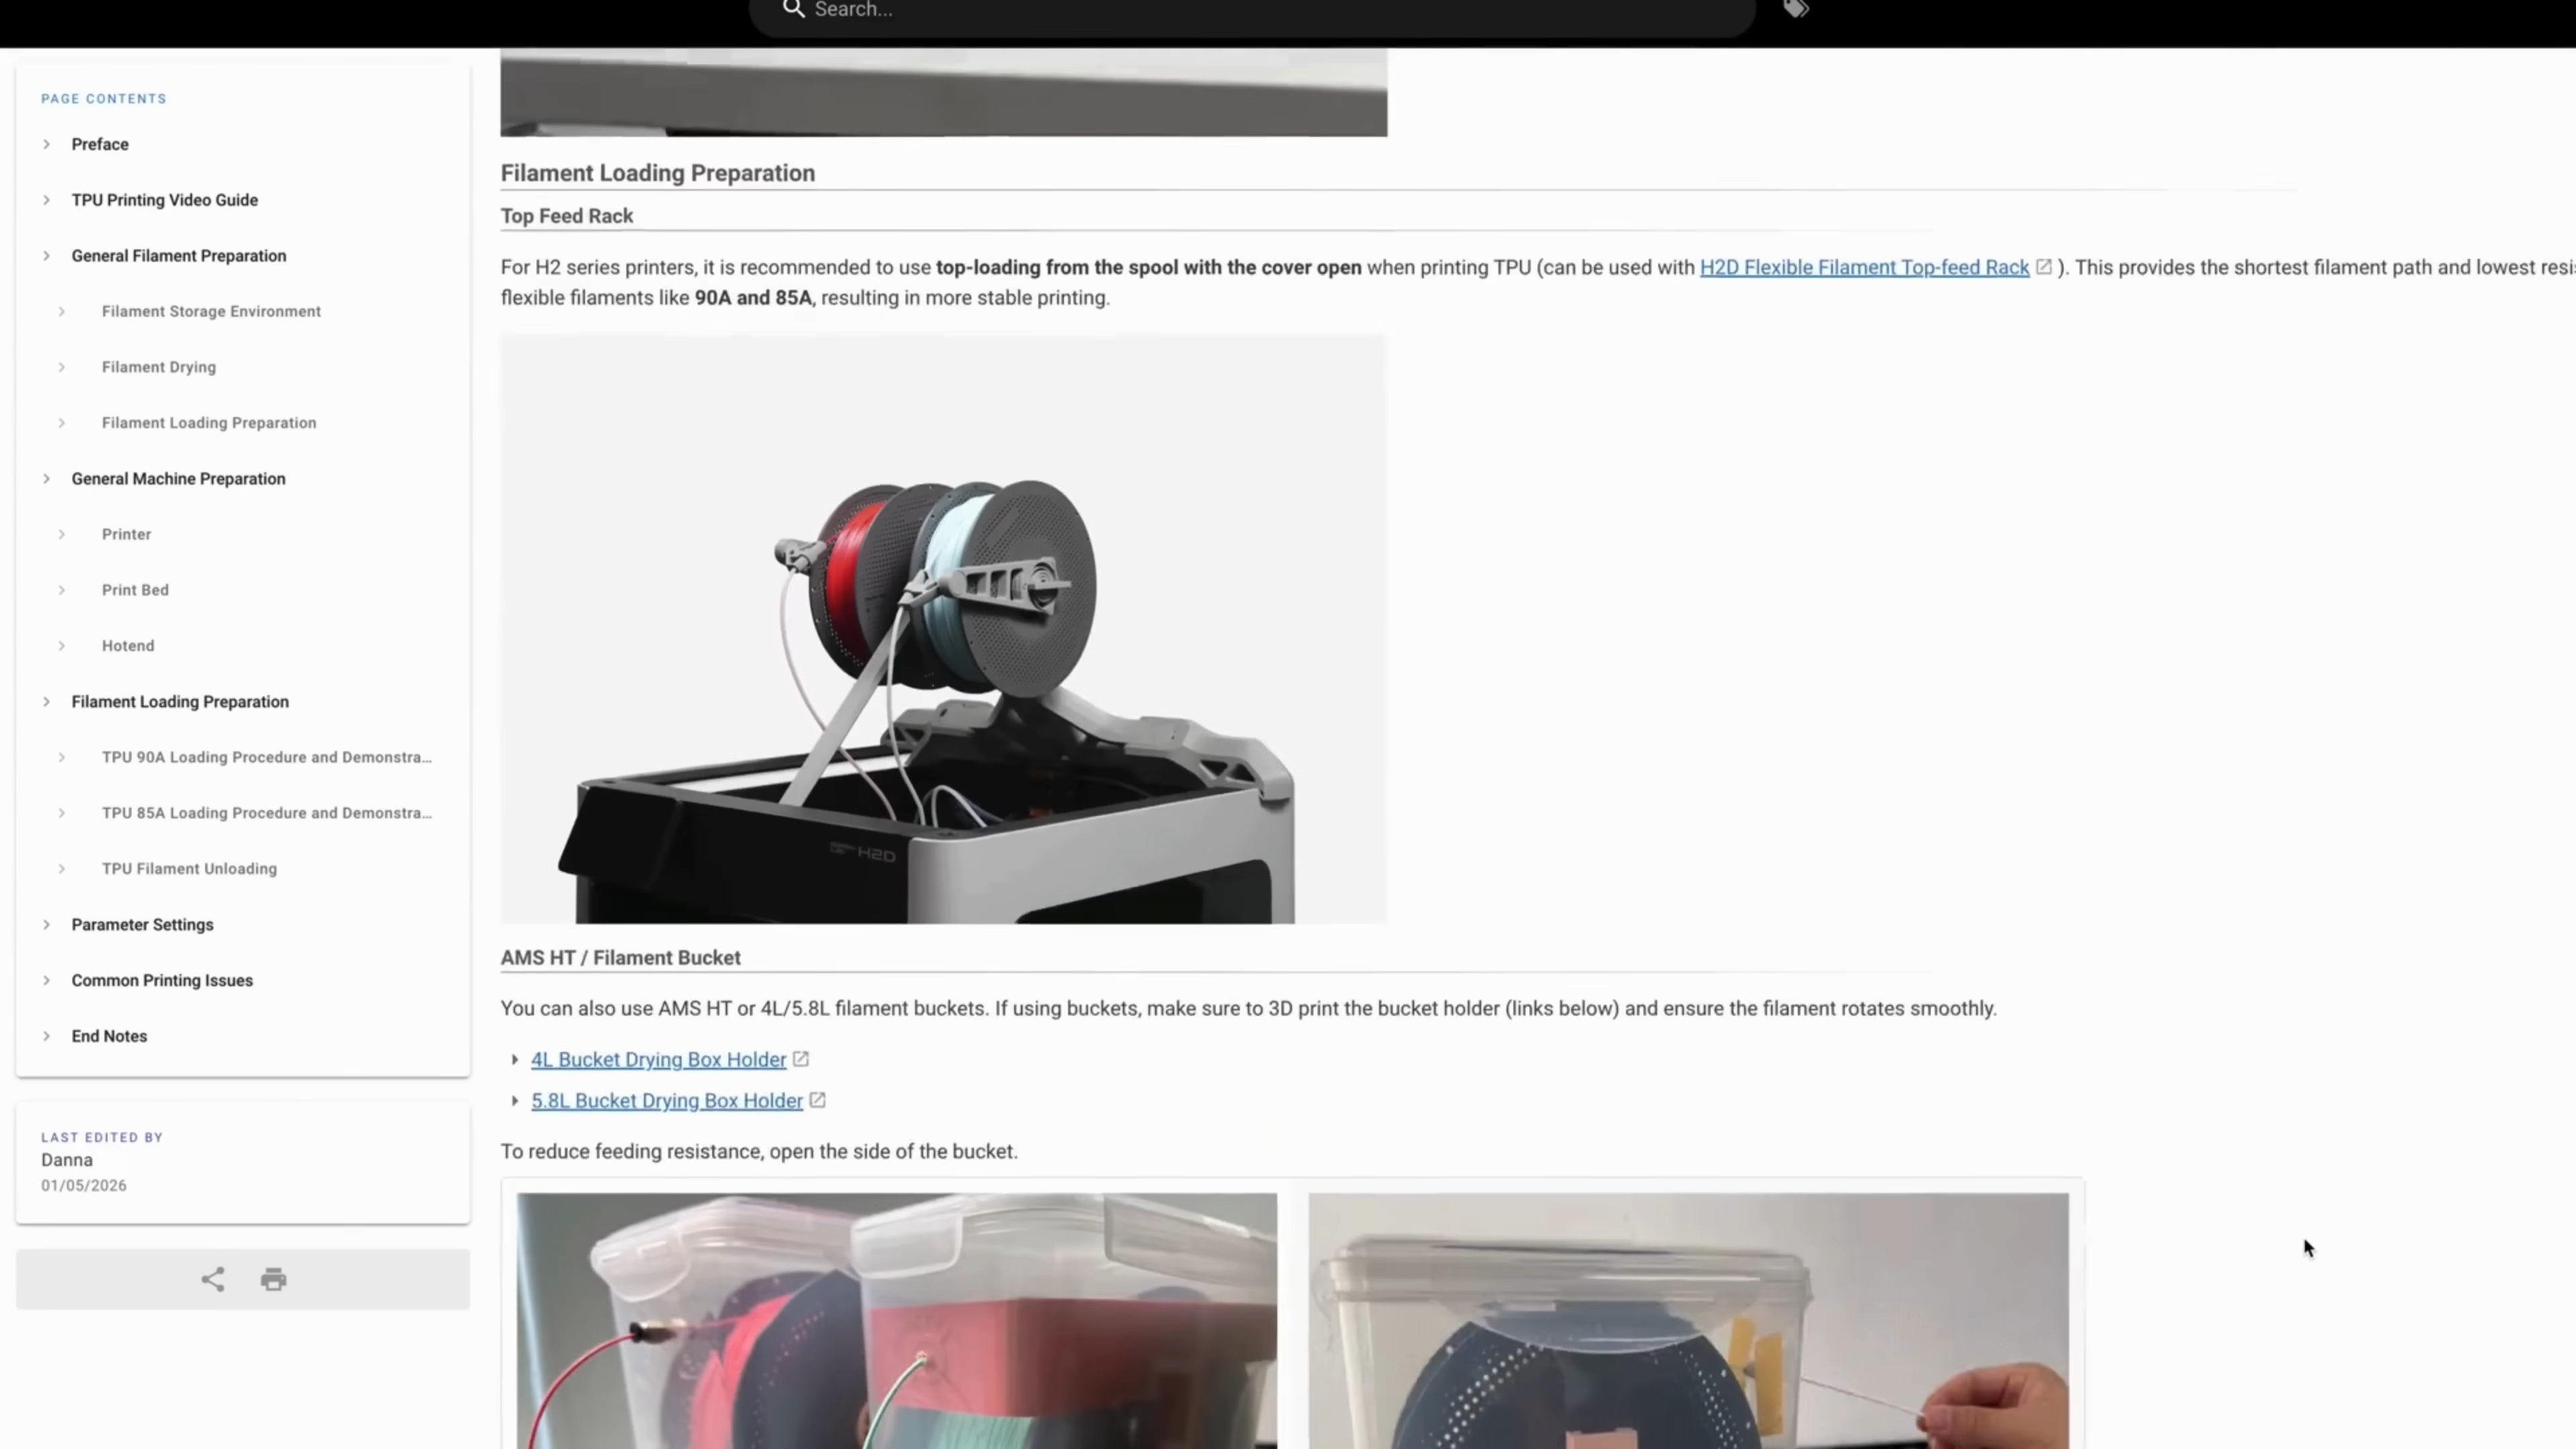 Search...
PAGE CONTENTS
Preface
TPU Printing Video Guide
General Filament Preparation
Filament Storage Environment
Filament Drying
Filament Loading Preparation
General Machine Preparation
Printer
Print Bed
Hotend
Filament Loading Preparation
TPU 90A Loading Procedure and Demonstra...
TPU 85A Loading Procedure and Demonstra...
TPU Filament Unloading
Parameter Settings
Common Printing Issues
End Notes
LAST EDITED BY
Danna
01/05/2026
Filament Loading Preparation
Top Feed Rack
For H2 series printers, it is recommended to use top-loading from the spool with the cover open when printing TPU (can be used with H2D Flexible Filament Top-feed Rack ). This provides the shortest filament path and lowest
flexible filaments like 90A and 85A, resulting in more stable printing.
H2D
AMS HT / Filament Bucket
You can also use AMS HT or 4L/5.8L filament buckets. If using buckets, make sure to 3D print the bucket holder (links below) and ensure the filament rotates smoothly.
4L Bucket Drying Box Holder
5.8L Bucket Drying Box Holder
To reduce feeding resistance, open the side of the bucket.